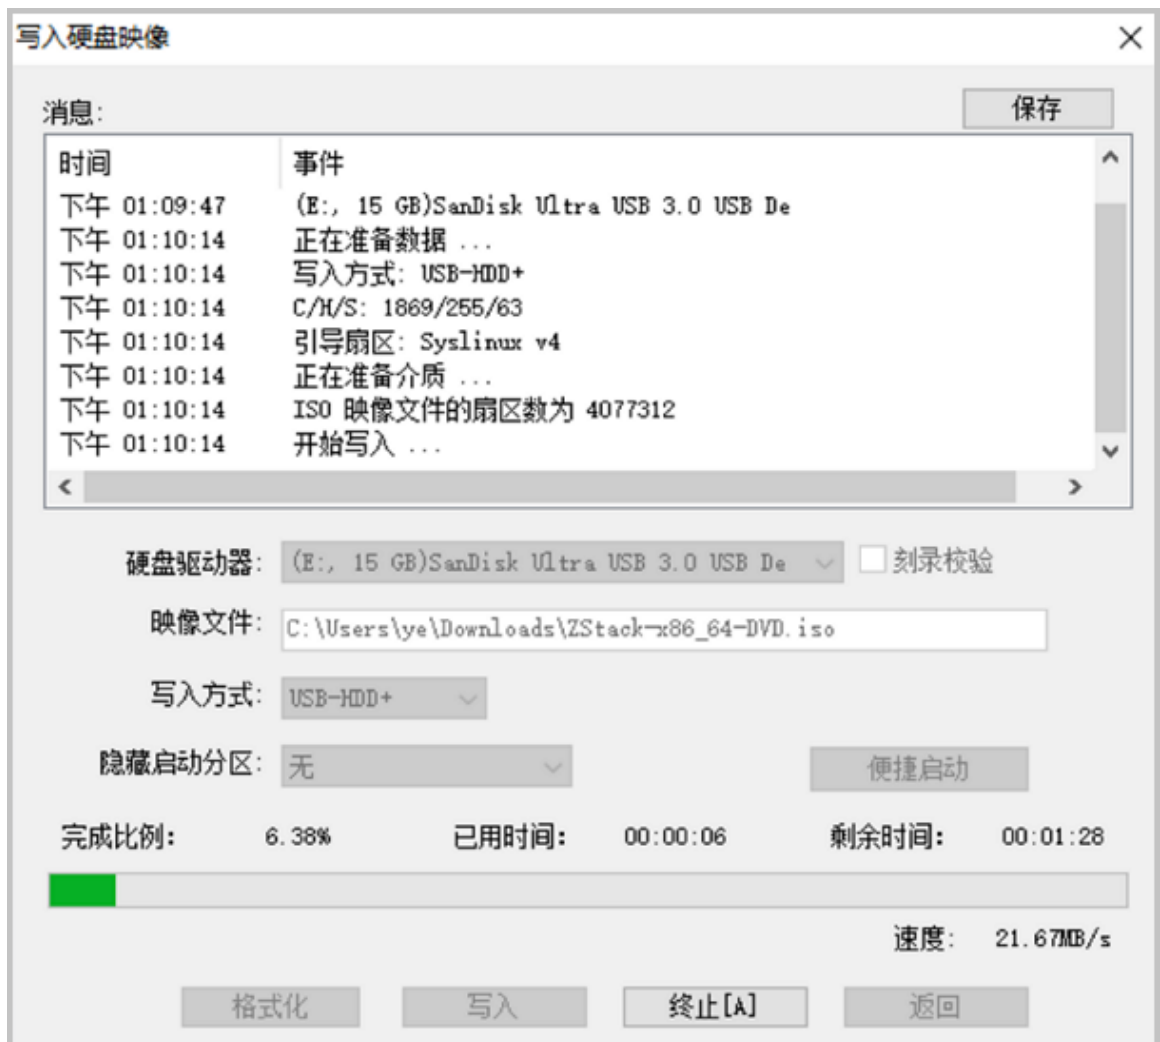 写入硬盘映像
消息:
保存
时间 事件
下午 01:09:47 (E:, 15 GB)SanDisk Ultra USB 3.0 USB De
下午 01:10:14 正在准备数据 ...
下午 01:10:14 写入方式: USB-HDD+
下午 01:10:14 C/H/S: 1869/255/63
下午 01:10:14 引导扇区: Syslinux v4
下午 01:10:14 正在准备介质 ...
下午 01:10:14 ISO 映像文件的扇区数为 4077312
下午 01:10:14 开始写入 ...
硬盘驱动器: (E:, 15 GB)SanDisk Ultra USB 3.0 USB De 刻录校验
映像文件: C:\Users\ye\Downloads\ZStack-x86_64-DVD.iso
写入方式: USB-HDD+
隐藏启动分区: 无 便捷启动
完成比例: 6.38% 已用时间: 00:00:06 剩余时间: 00:01:28
速度: 21.67MB/s
格式化 写入 终止[A] 返回